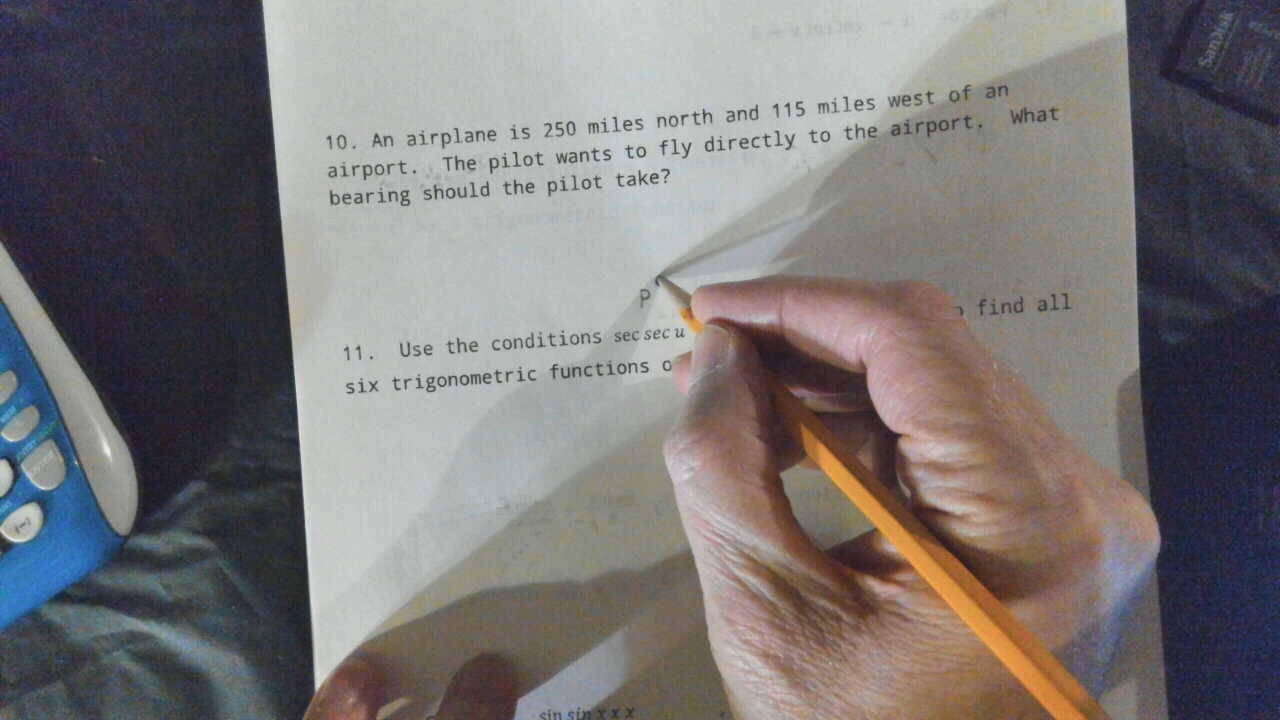 10. An airplane is 250 miles north and 115 miles west of an
airport. The pilot wants to fly directly to the airport. What
bearing should the pilot take?
P
11. Use the conditions sec sec u find all
six trigonometric functions
sin sin x x x
SanDisk